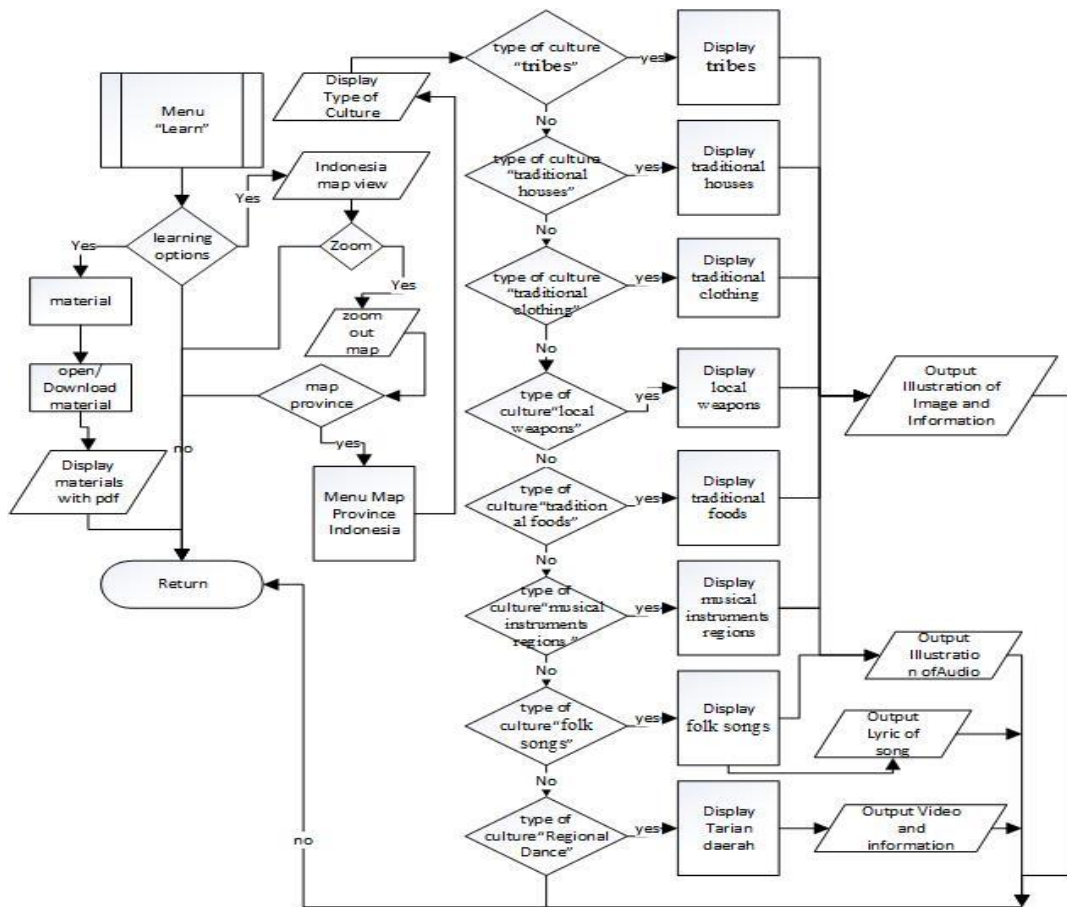 Menu
“Learn”
learning
options
Yes
Yes
material
open/
Download
material
Display
materials
with pdf
no
Return
Indonesia
map view
Zoom
Yes
zoom
out
map
map
province
yes
Menu Map
Province
Indonesia
Display
Type of
Culture
type of culture
“tribes”
yes
Display
tribes
No
type of culture
“traditional
houses”
yes
Display
traditional
houses
No
type of culture
“traditional
clothing”
yes
Display
traditional
clothing
No
type of
culture“local
weapons”
yes
Display
local
weapons
No
type of
culture“tradition
al foods”
yes
Display
traditional
foods
No
type of
culture“musical
instruments
regions ”
yes
Display
musical
instruments
regions
No
type of
culture“folk
songs”
yes
Display
folk songs
No
type of
culture“Regional
Dance”
yes
Display
Tarian
daerah
no
Output
Illustration of
Image and
Information
Output
Illustratio
n ofAudio
Output
Lyric of
song
Output Video
and
information